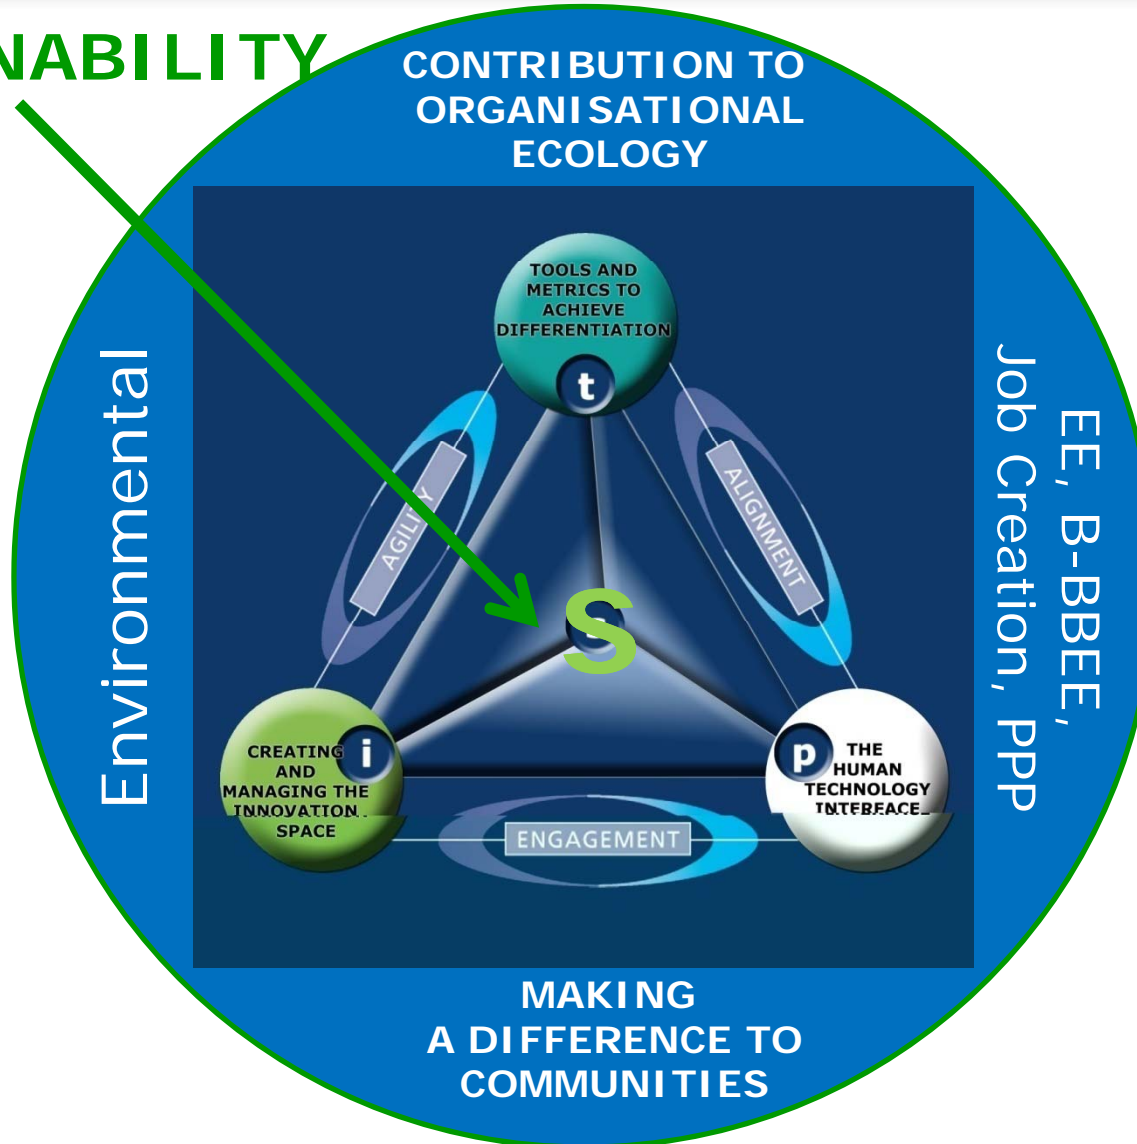 NABILITY
CONTRIBUTION TO
ORGANISATIONAL
ECOLOGY
TOOLS AND
METRICS TO
ACHIEVE
DIFFERENTIATION
t
AGILITY
ALIGNMENT
Environmental
EE, B-BBEE,
Job Creation, PPP
S
i
CREATING
AND
MANAGING THE
INNOVATION
SPACE
p
THE
HUMAN
TECHNOLOGY
INTERFACE
ENGAGEMENT
MAKING
A DIFFERENCE TO
COMMUNITIES